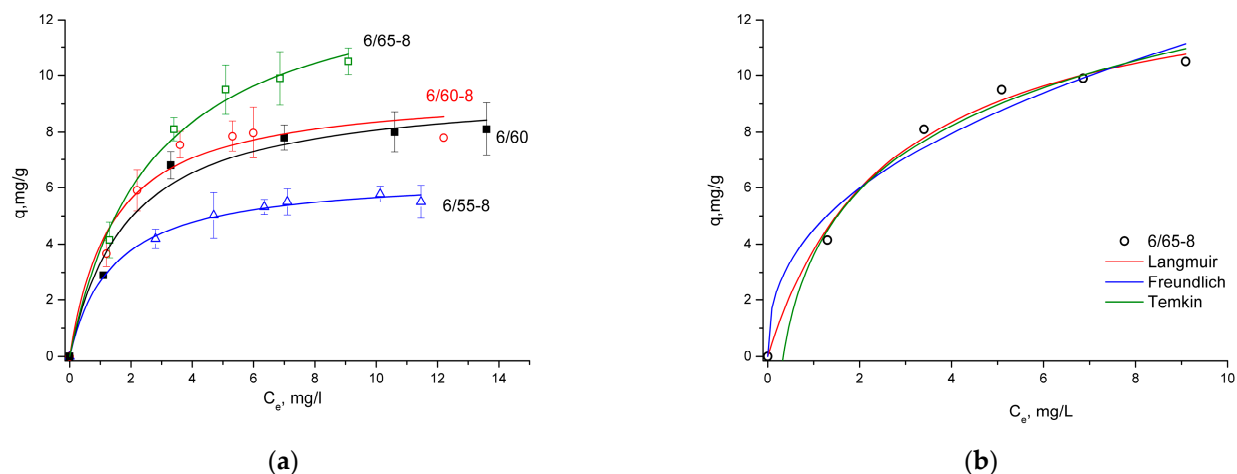 12
10
8
6
4
2
0
q,mg/g
6/65-8
6/60-8
6/60
6/55-8
0 2 4 6 8 10 12 14
C_e, mg/l
(a)
12
10
8
6
4
2
0
q,mg/g
6/65-8
Langmuir
Freundlich
Temkin
0 2 4 6 8 10
C_e, mg/L
(b)